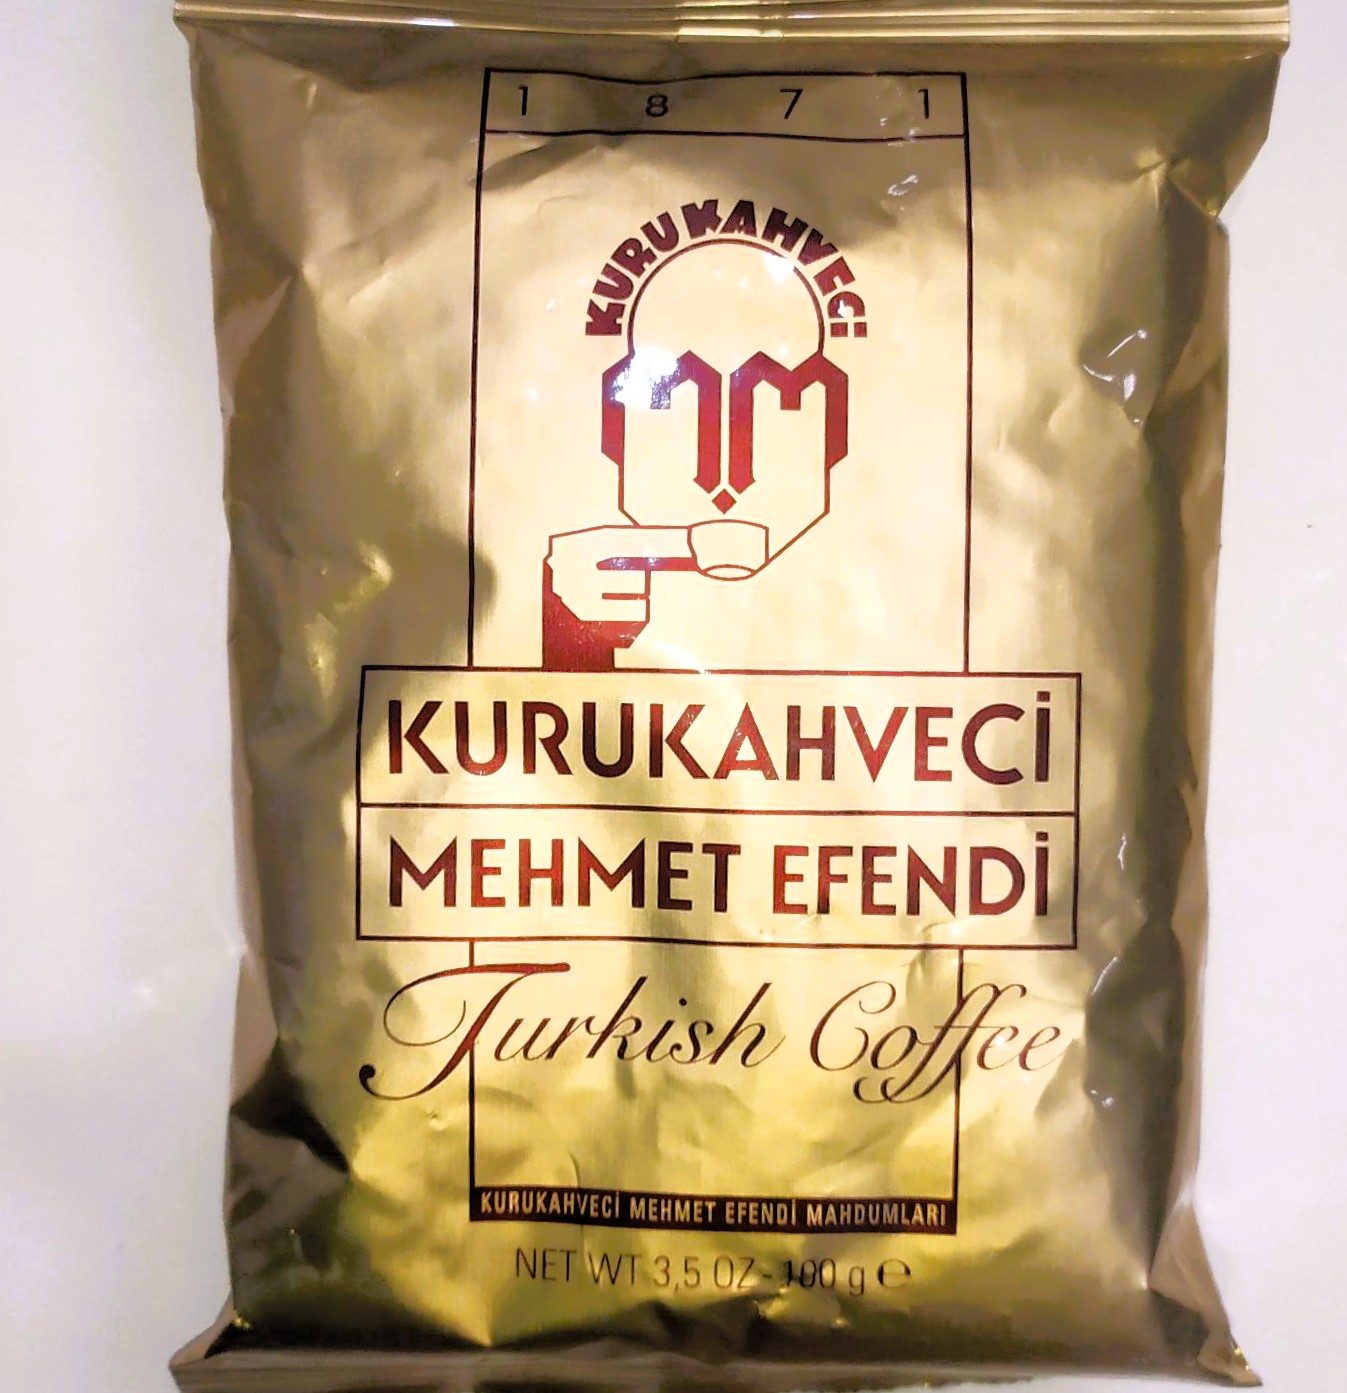 1 8 7 1
KURUKAHVECİ
KURUKAHVECİ
MEHMET EFENDİ
Turkish Coffee
KURUKAHVECİ MEHMET EFENDİ MAHDUMLARI
NET WT 3,5 OZ - 100 g ℮